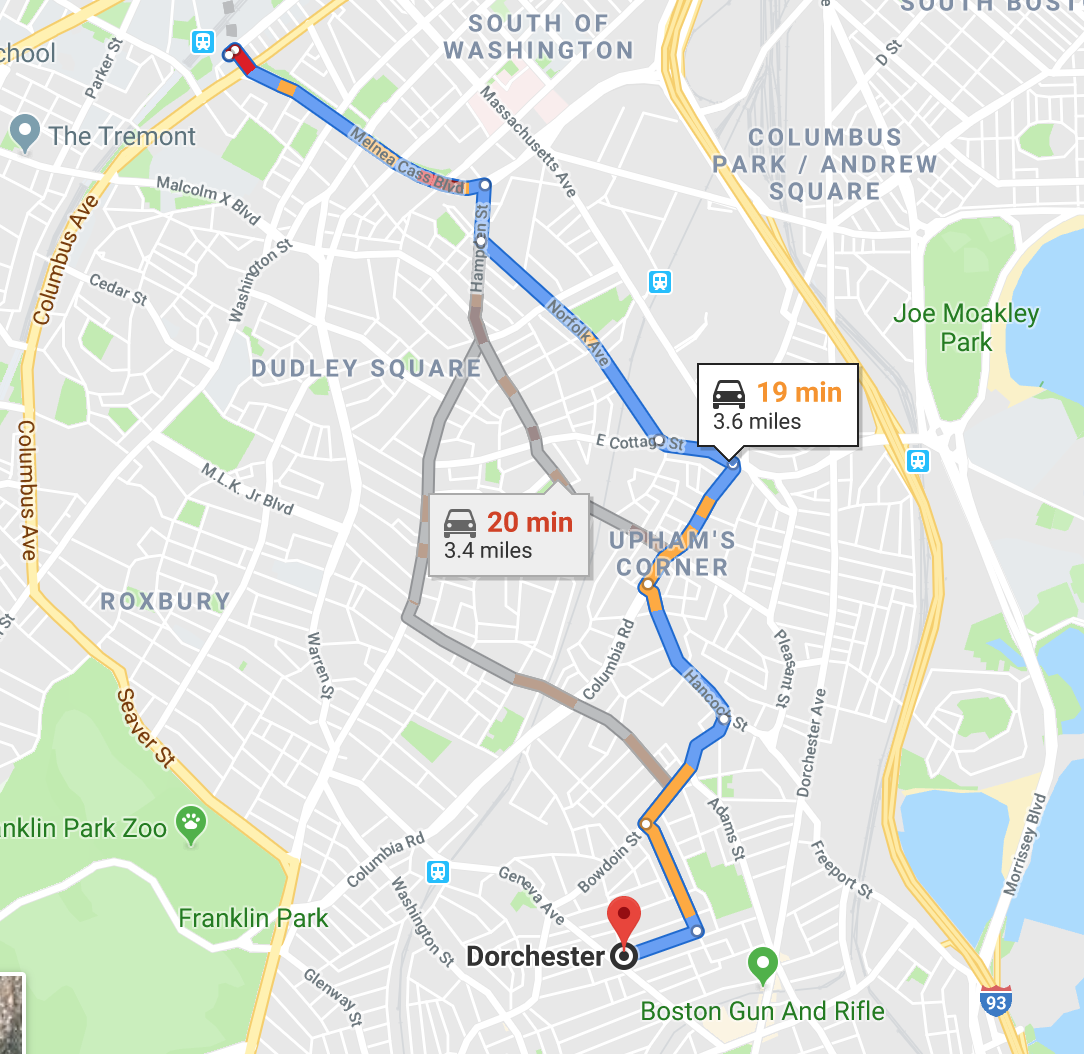 SOUTH OF
WASHINGTON
SOUTH BOST
chool
Parker St
D St
The Tremont
Massachusetts Ave
COLUMBUS
PARK / ANDREW
SQUARE
Melnea Cass Blvd
Malcolm X Blvd
Columbus Ave
Washington St
Hampden St
Cedar St
Norfolk Ave
Joe Moakley
Park
DUDLEY SQUARE
19 min
3.6 miles
E Cottage St
Columbus Ave
M.L.K. Jr Blvd
20 min
3.4 miles
UPHAM'S
CORNER
ROXBURY
Warren St
Columbia Rd
Pleasant St
Hancock St
Seaver St
Dorchester Ave
Adams St
nklin Park Zoo
Columbia Rd
Bowdoin St
Geneva Ave
Freeport St
Morrissey Blvd
Washington St
Franklin Park
Dorchester
Glenway St
Boston Gun And Rifle
93